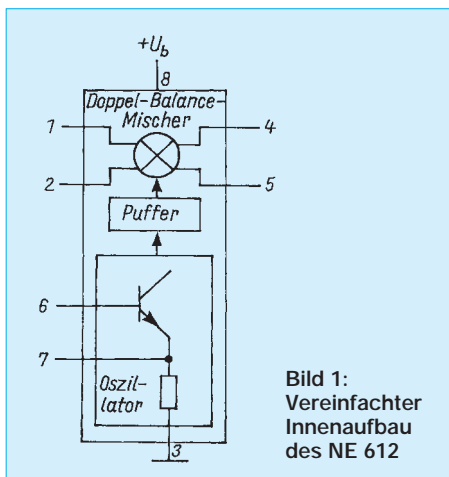 +U_b
8
Doppel-Balance-
Mischer
1
4
2
5
Puffer
6
7
Oszil-
lator
3
Bild 1:
Vereinfachter
Innenaufbau
des NE 612